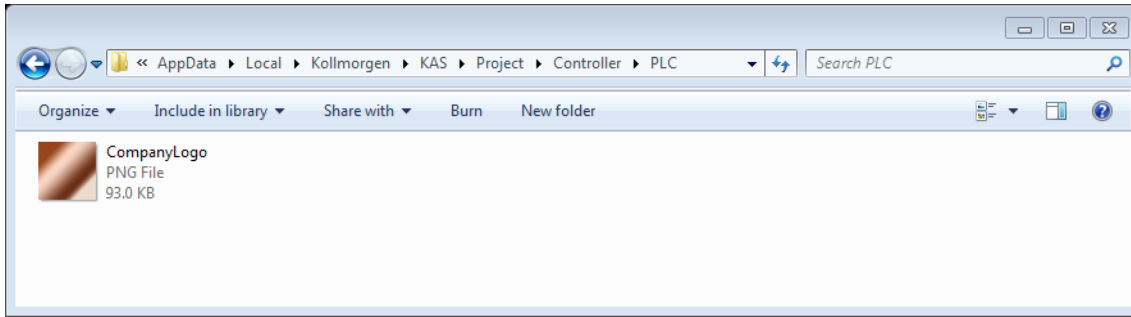 « AppData Local Kollmorgen KAS Project Controller PLC Search PLC
Organize Include in library Share with Burn New folder
CompanyLogo
PNG File
93.0 KB